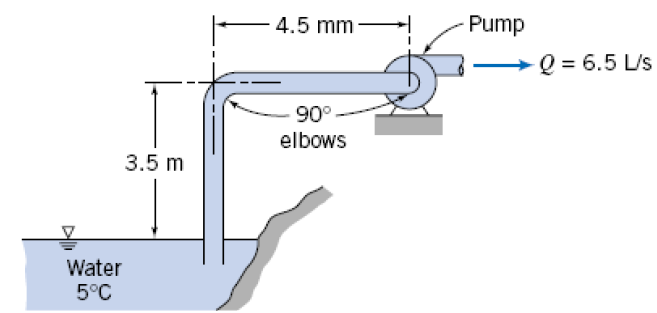 4.5 mm
Pump
Q = 6.5 L/s
90°
elbows
3.5 m
Water
5°C